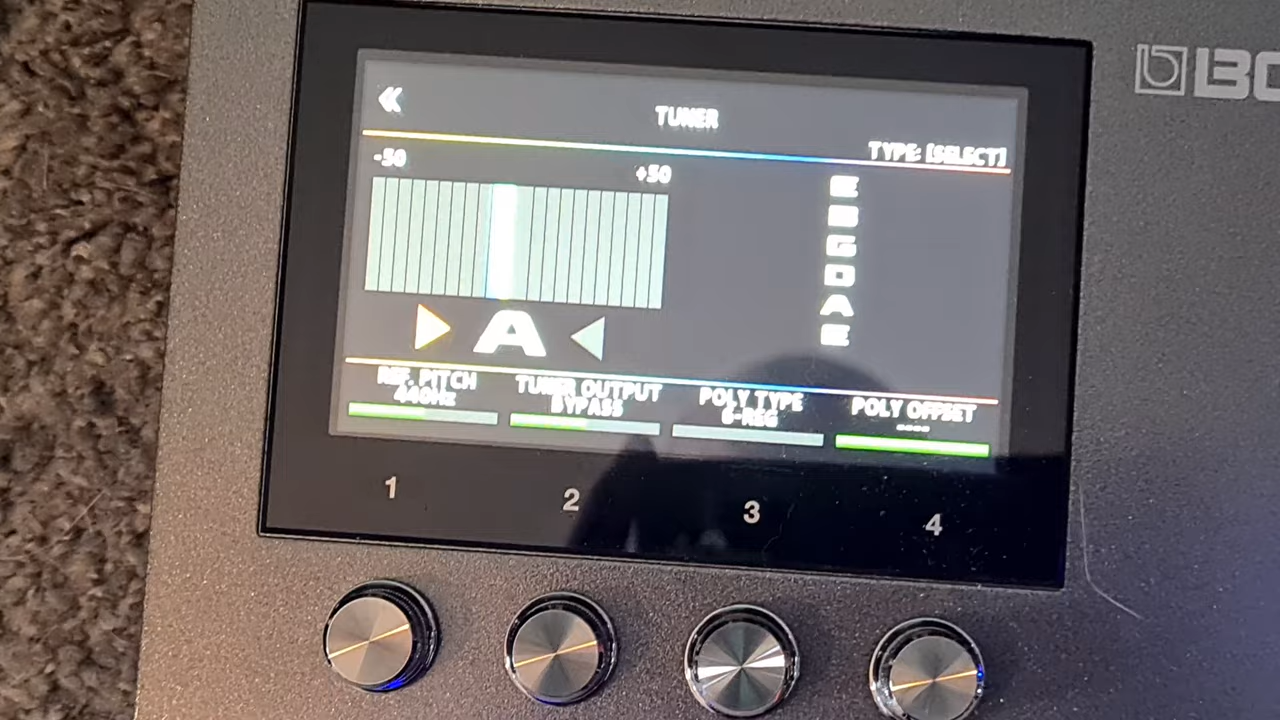 TUNER
TYPE: [SELECT]
-50
+50
E
B
G
D
A
E
A
REF. PITCH
440Hz
TUNER OUTPUT
BYPASS
POLY TYPE
6-REG
POLY OFFSET
----
1
2
3
4